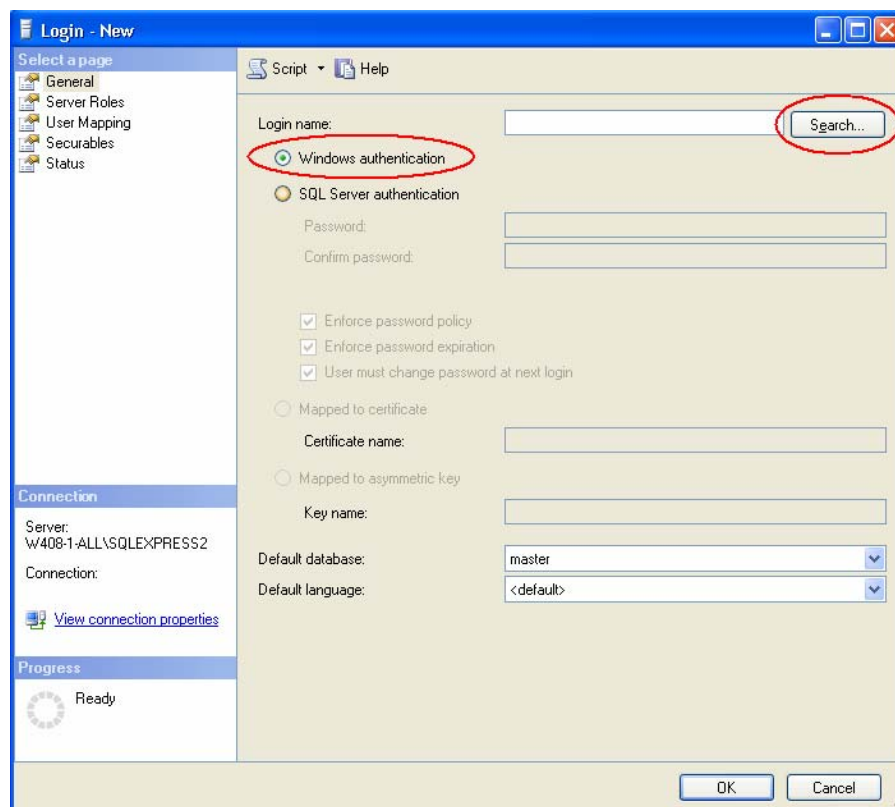 Login - New
Select a page
General
Server Roles
User Mapping
Securables
Status
Connection
Server:
W408-1-ALL\SQLEXPRESS2
Connection:
View connection properties
Progress
Ready
Script Help
Login name: Search...
Windows authentication
SQL Server authentication
Password:
Confirm password:
Enforce password policy
Enforce password expiration
User must change password at next login
Mapped to certificate
Certificate name:
Mapped to asymmetric key
Key name:
Default database: master
Default language: <default>
OK Cancel